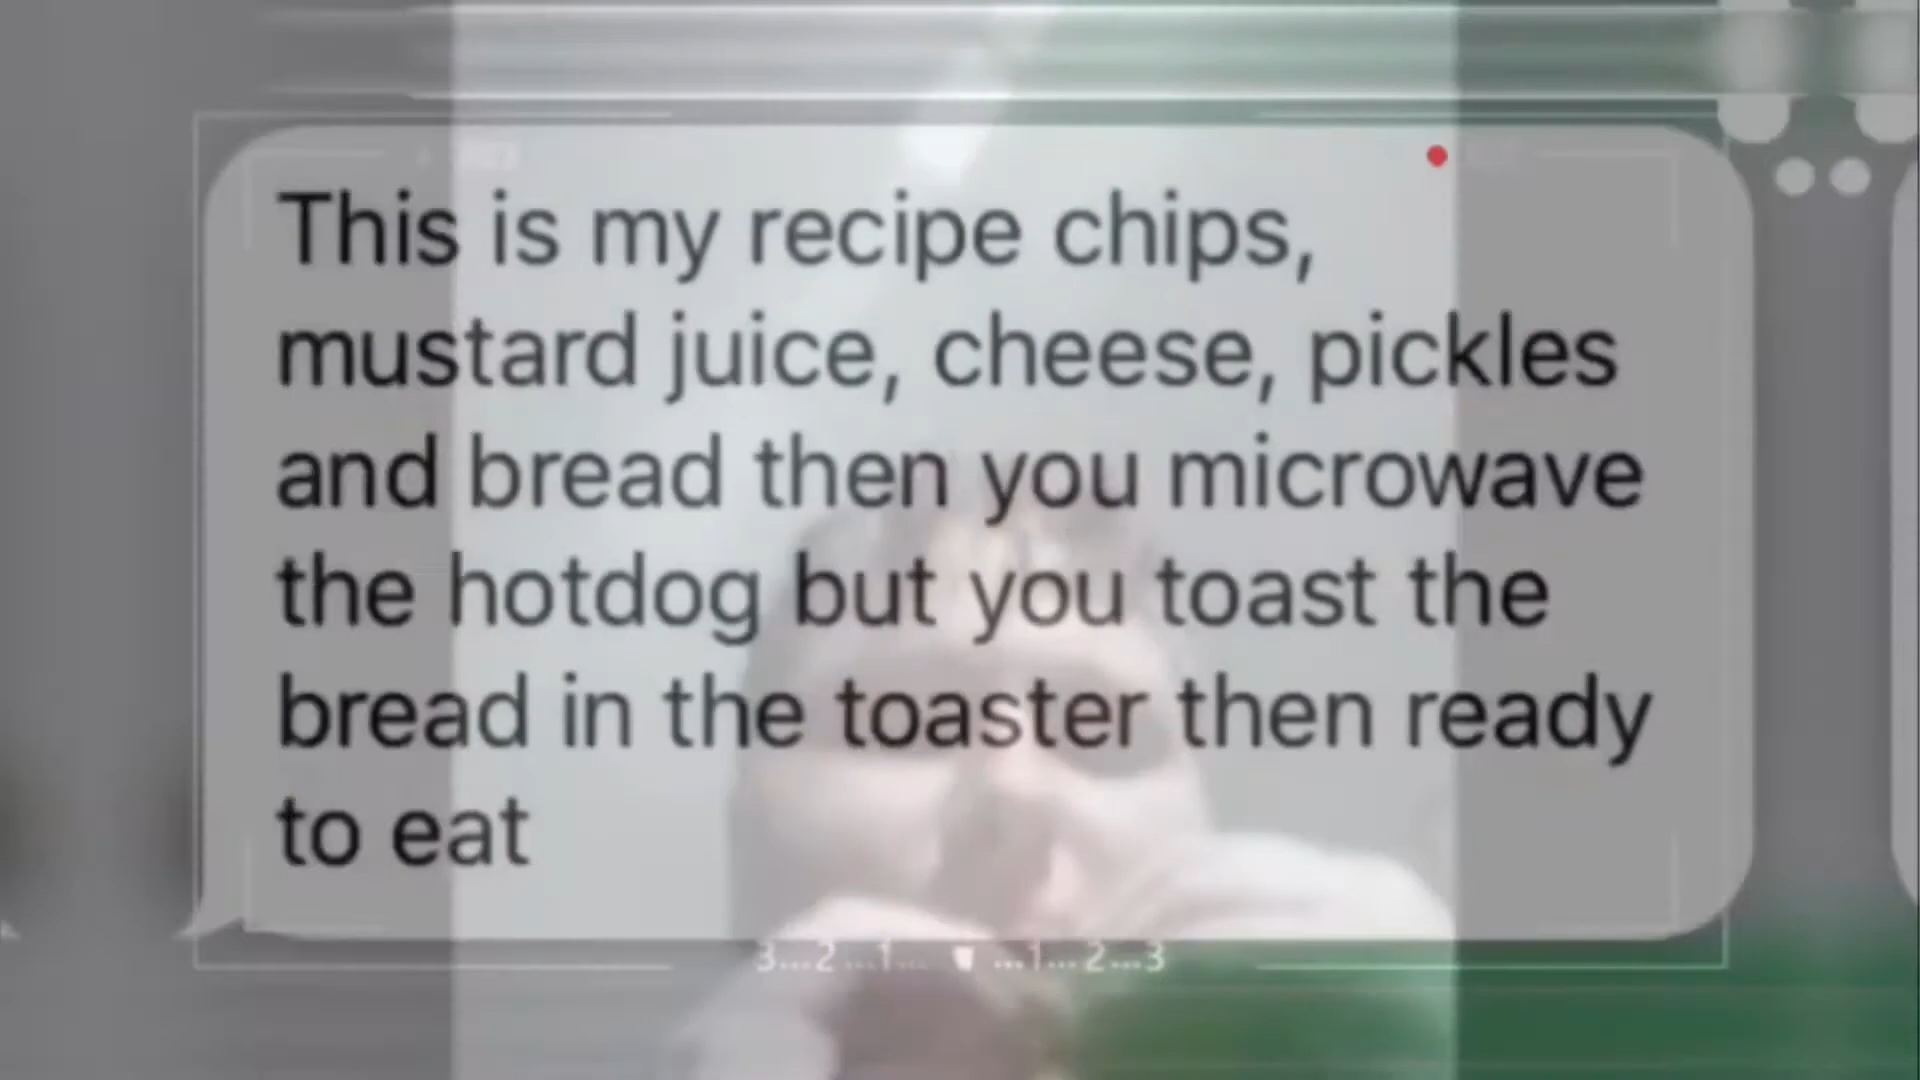 This is my recipe chips,
mustard juice, cheese, pickles
and bread then you microwave
the hotdog but you toast the
bread in the toaster then ready
to eat
3...2...1... ...1...2...3